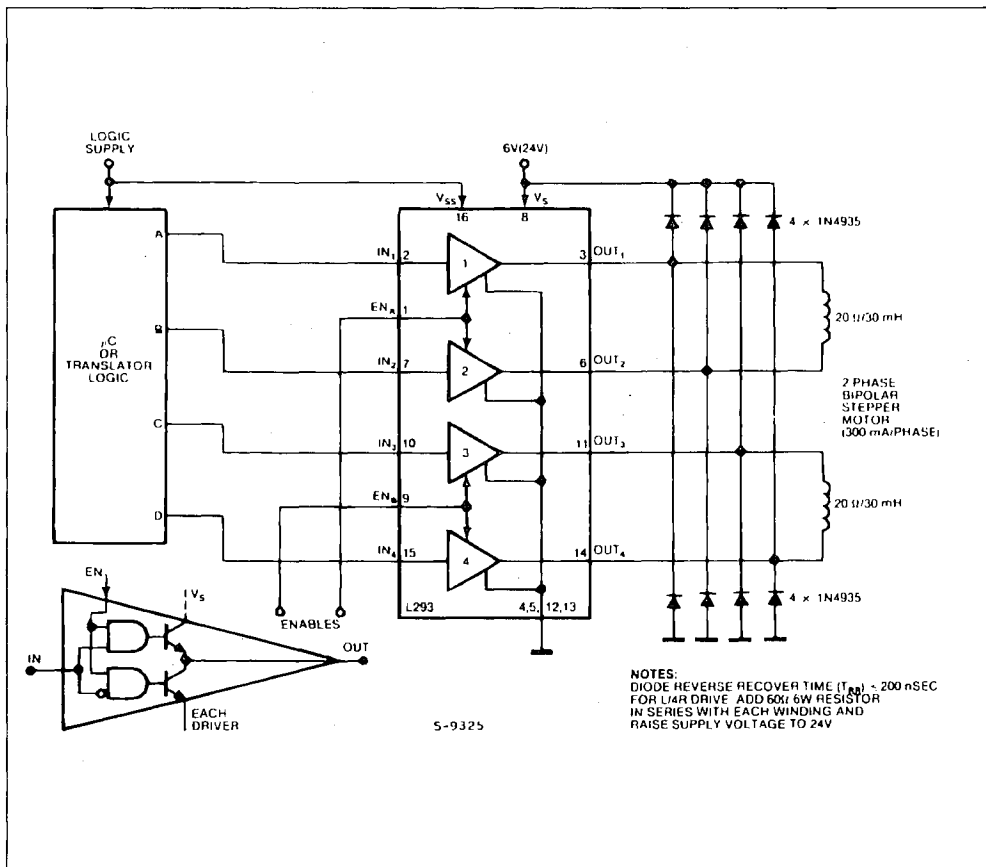 LOGIC
SUPPLY
6V(24V)
VSS
16
8
VS
4 × 1N4935
A
IN1
2
1
3
OUT1
ENA
1
20 Ω/30 mH
B
μC
OR
TRANSLATOR
LOGIC
IN2
7
2
6
OUT2
2 PHASE
BIPOLAR
STEPPER
MOTOR
(300 mA/PHASE)
C
IN3
10
3
11
OUT3
ENB
9
20 Ω/30 mH
D
IN4
15
4
14
OUT4
EN
VS
L293
4,5, 12,13
4 × 1N4935
ENABLES
IN
OUT
EACH
DRIVER
S-9325
NOTES:
DIODE REVERSE RECOVER TIME (TRR) < 200 nSEC
FOR L/4R DRIVE ADD 60Ω 6W RESISTOR
IN SERIES WITH EACH WINDING AND
RAISE SUPPLY VOLTAGE TO 24V